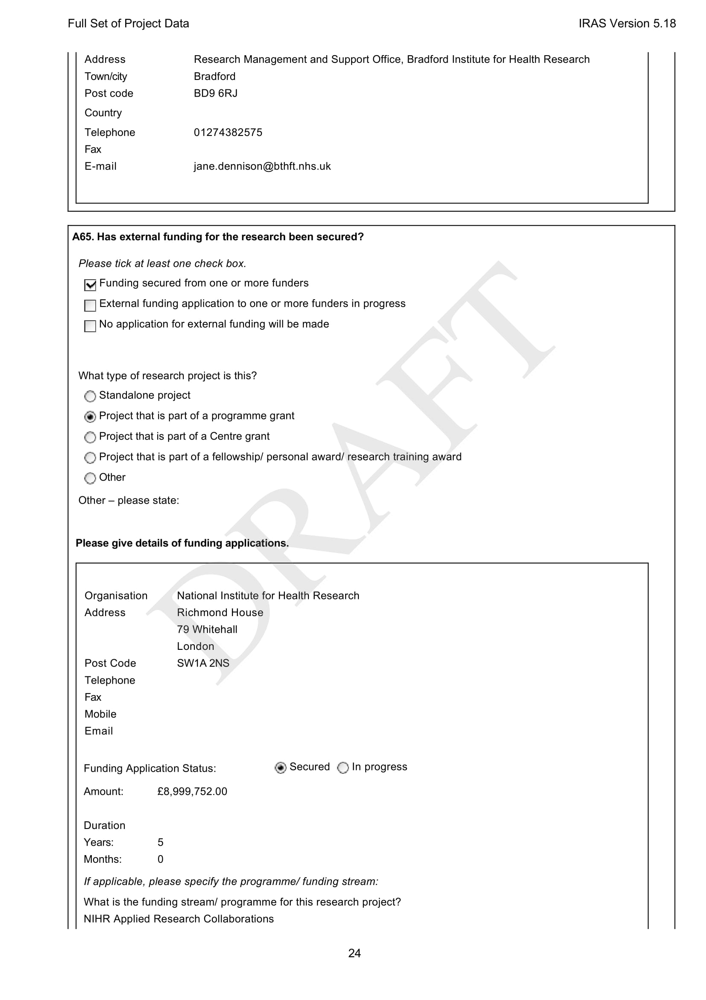 Full Set of Project Data IRAS Version 5.18
Address Research Management and Support Office, Bradford Institute for Health Research
Town/city Bradford
Post code BD9 6RJ
Country
Telephone 01274382575
Fax
E-mail jane.dennison@bthft.nhs.uk
A65. Has external funding for the research been secured?
Please tick at least one check box.
Funding secured from one or more funders
External funding application to one or more funders in progress
No application for external funding will be made
What type of research project is this?
Standalone project
Project that is part of a programme grant
Project that is part of a Centre grant
Project that is part of a fellowship/ personal award/ research training award
Other
Other – please state:
Please give details of funding applications.
Organisation National Institute for Health Research
Address Richmond House
79 Whitehall
London
Post Code SW1A 2NS
Telephone
Fax
Mobile
Email
Funding Application Status: Secured In progress
Amount: £8,999,752.00
Duration
Years: 5
Months: 0
If applicable, please specify the programme/ funding stream:
What is the funding stream/ programme for this research project?
NIHR Applied Research Collaborations
24
DRAFT